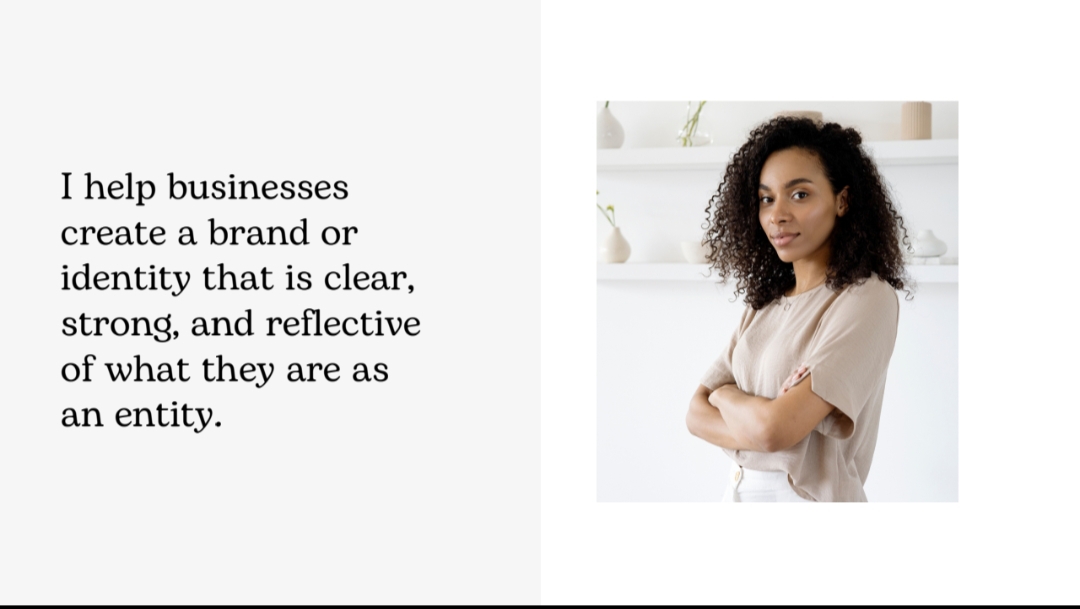 I help businesses
create a brand or
identity that is clear,
strong, and reflective
of what they are as
an entity.